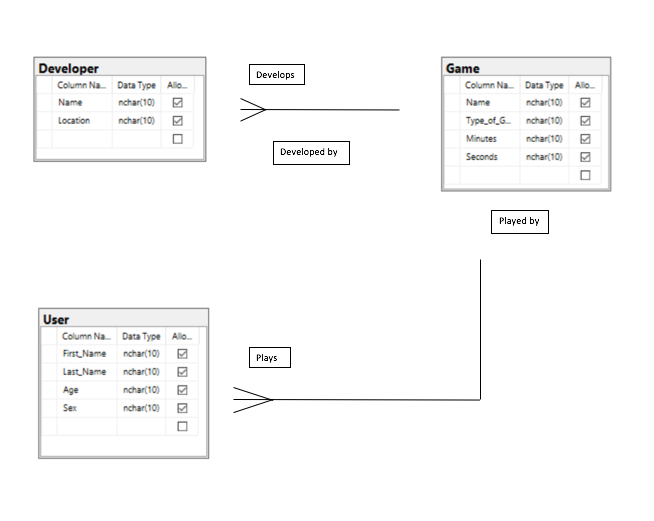 Developer
Column Na... Data Type Allo...
Name nchar(10)
Location nchar(10)
Develops
Developed by
Game
Column Na... Data Type Allo...
Name nchar(10)
Type_of_G... nchar(10)
Minutes nchar(10)
Seconds nchar(10)
Played by
User
Column Na... Data Type Allo...
First_Name nchar(10)
Last_Name nchar(10)
Age nchar(10)
Sex nchar(10)
Plays